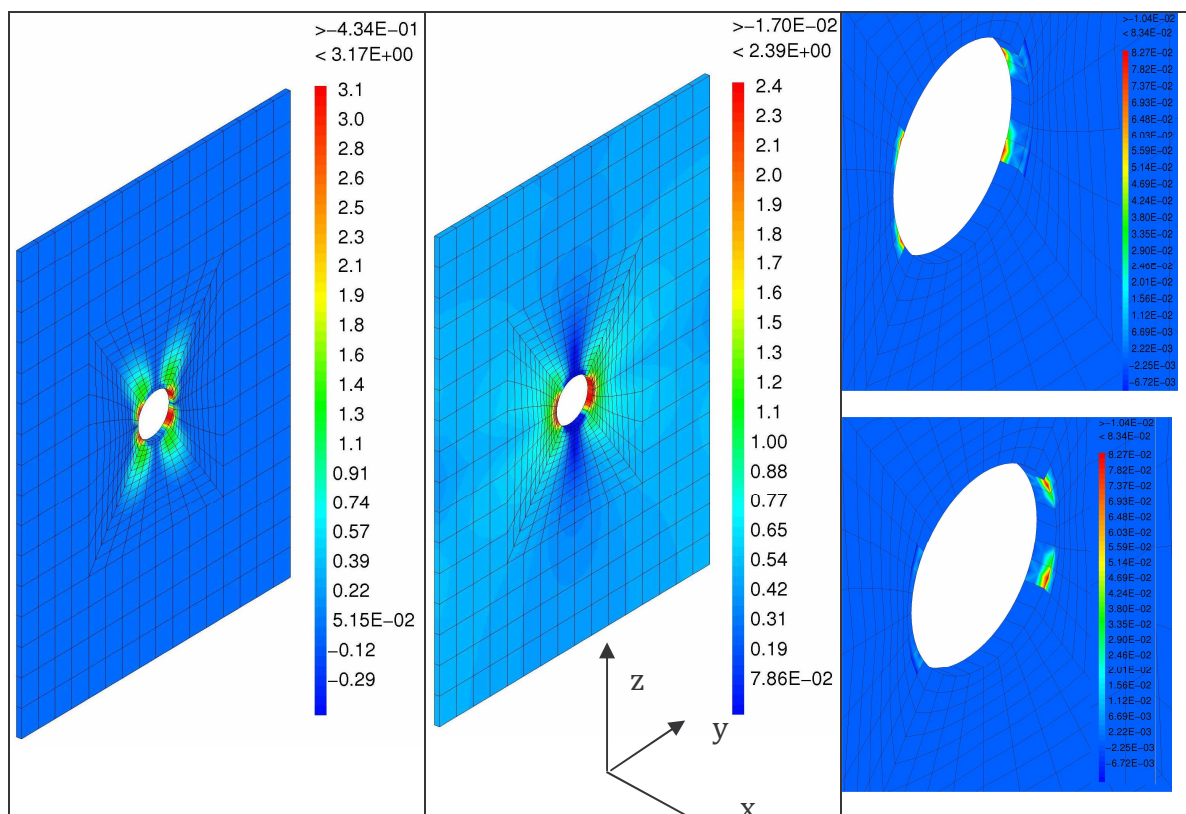 >−4.34E−01
< 3.17E+00
3.1
3.0
2.8
2.6
2.5
2.3
2.1
1.9
1.8
1.6
1.4
1.3
1.1
0.91
0.74
0.57
0.39
0.22
5.15E−02
−0.12
−0.29
>−1.70E−02
< 2.39E+00
2.4
2.3
2.1
2.0
1.9
1.7
1.6
1.5
1.3
1.2
1.1
1.00
0.88
0.77
0.65
0.54
0.42
0.31
0.19
7.86E−02
z
y
x
>−1.04E−02
< 8.34E−02
8.27E−02
7.82E−02
7.37E−02
6.93E−02
6.48E−02
6.03E−02
5.59E−02
5.14E−02
4.69E−02
4.24E−02
3.80E−02
3.35E−02
2.90E−02
2.46E−02
2.01E−02
1.56E−02
1.12E−02
6.69E−03
2.22E−03
−2.25E−03
−6.72E−03
>−1.04E−02
< 8.34E−02
8.27E−02
7.82E−02
7.37E−02
6.93E−02
6.48E−02
6.03E−02
5.59E−02
5.14E−02
4.69E−02
4.24E−02
3.80E−02
3.35E−02
2.90E−02
2.46E−02
2.01E−02
1.56E−02
1.12E−02
6.69E−03
2.22E−03
−2.25E−03
−6.72E−03